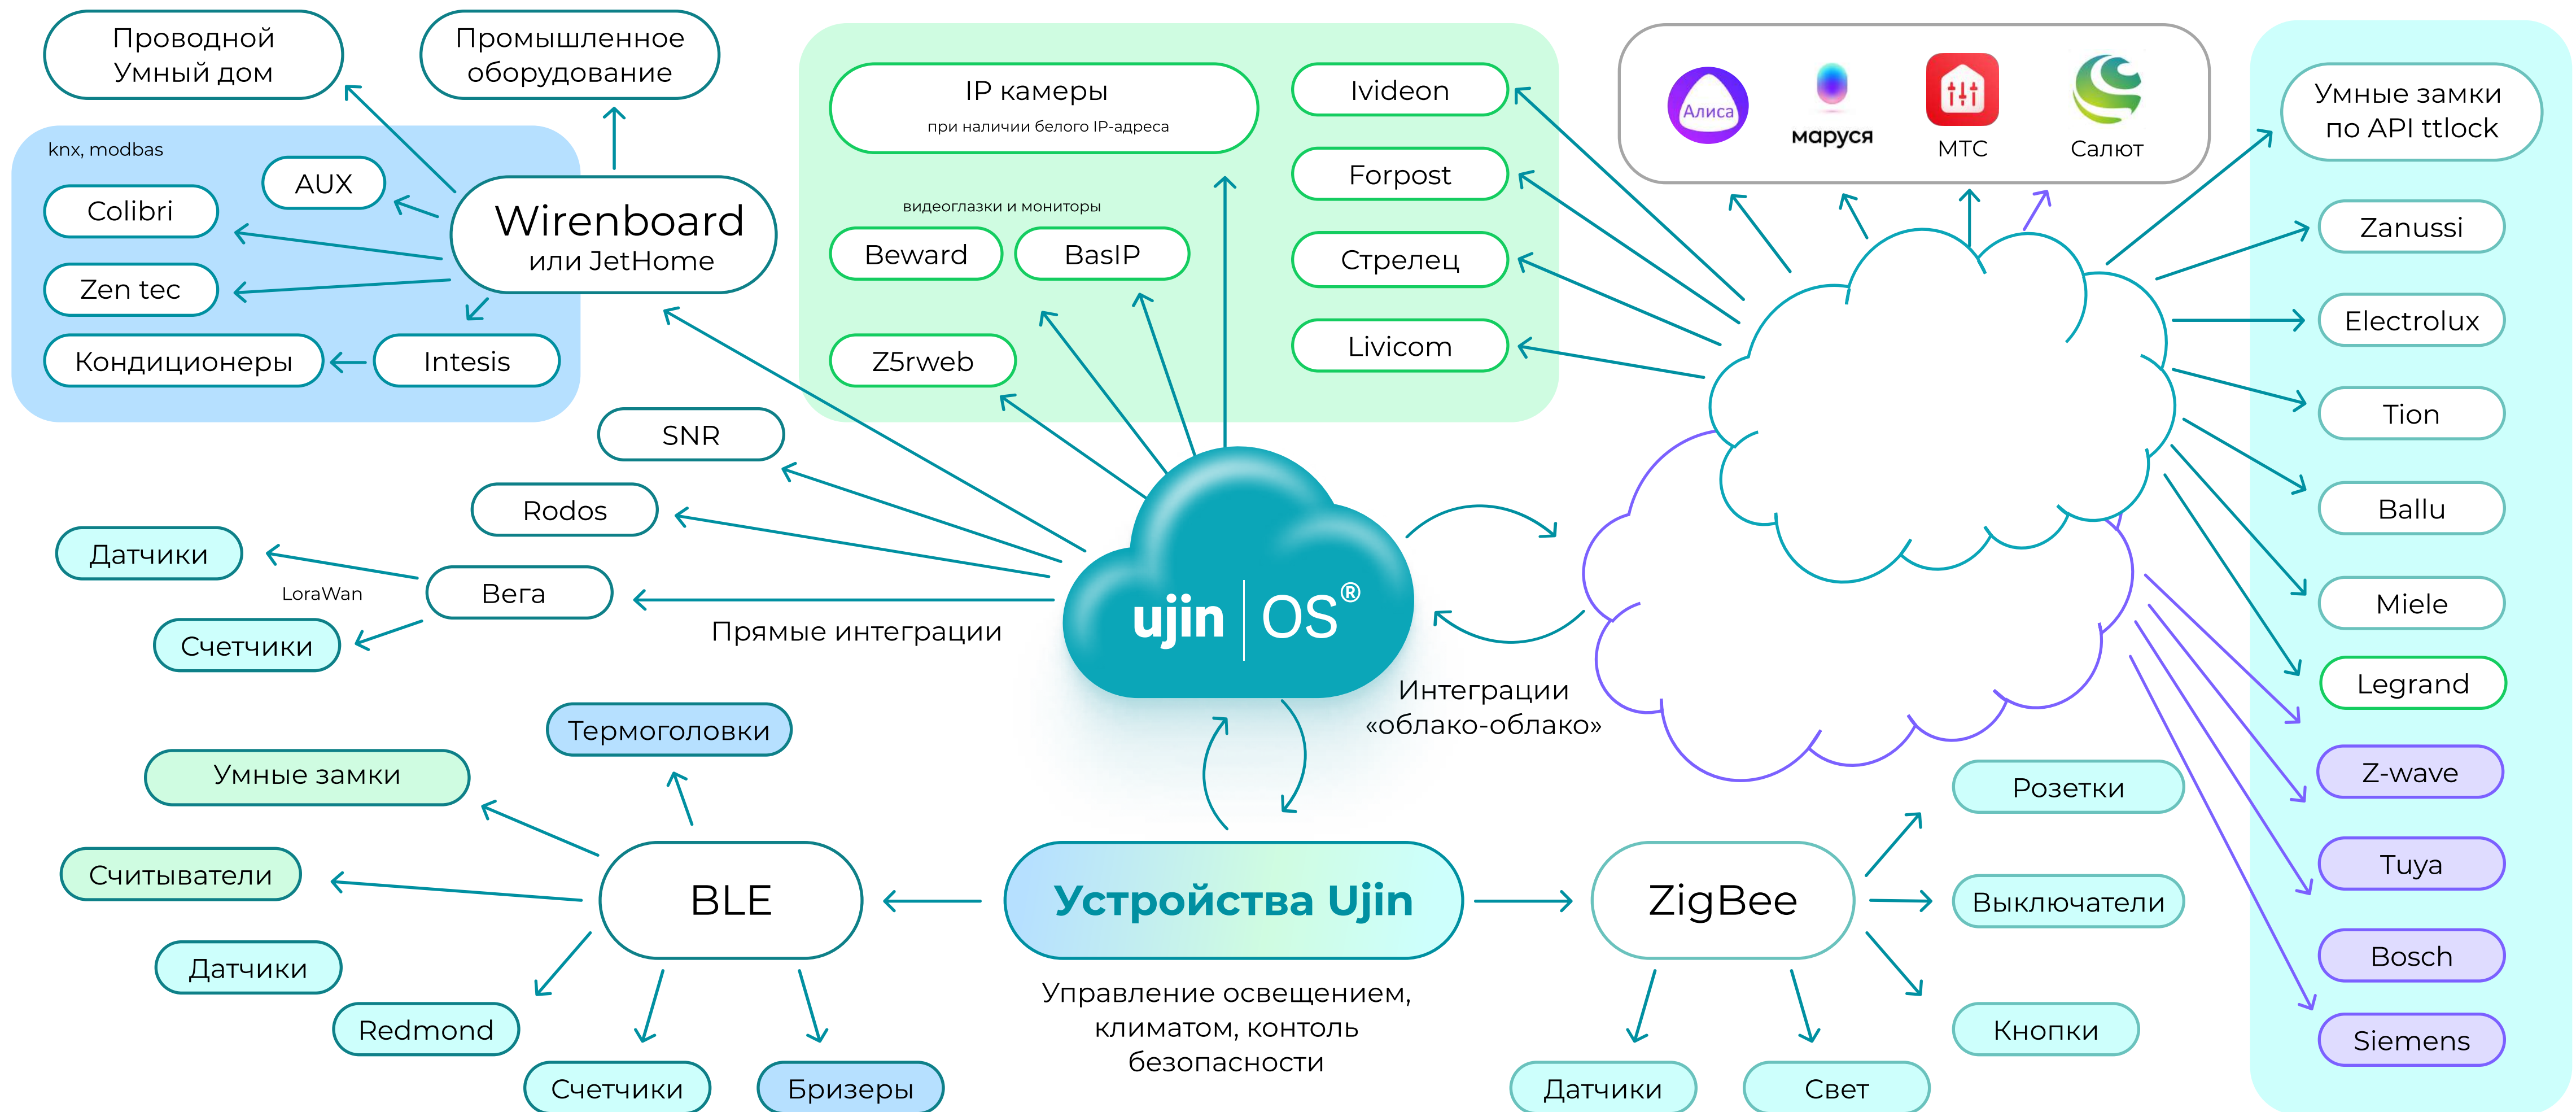 Проводной
Умный дом
Промышленное
оборудование
knx, modbas
AUX
Colibri
Zen tec
Кондиционеры
Intesis
Wirenboard
или JetHome
IP камеры
при наличии белого IP-адреса
видеоглазки и мониторы
Beward
BasIP
Z5rweb
Ivideon
Forpost
Стрелец
Livicom
Алиса
маруся
МТС
Салют
Умные замки
по API ttlock
Zanussi
Electrolux
Tion
Ballu
Miele
Legrand
Z-wave
Tuya
Bosch
Siemens
SNR
Rodos
Вега
Датчики
LoraWan
Счетчики
Прямые интеграции
ujin OS®
Интеграции
«облако-облако»
Термоголовки
Умные замки
Считыватели
Датчики
Redmond
Счетчики
Бризеры
BLE
Устройства Ujin
Управление освещением,
климатом, контоль
безопасности
ZigBee
Розетки
Выключатели
Кнопки
Датчики
Свет